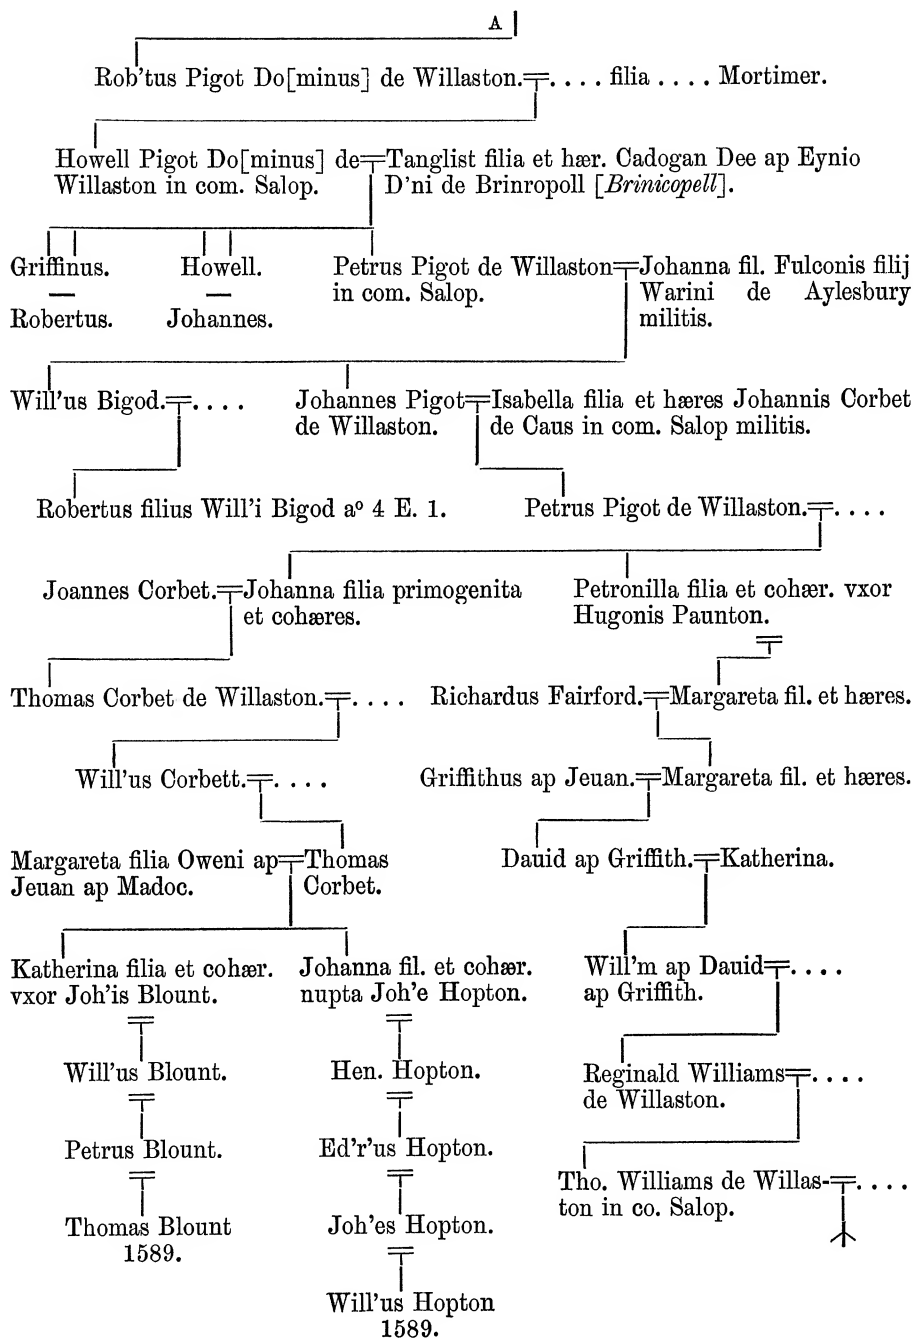 A
Rob'tus Pigot Do[minus] de Willaston. . . . . filia . . . . Mortimer.
Howell Pigot Do[minus] de Tanglist filia et hær. Cadogan Dee ap Eynio
Willaston in com. Salop. D'ni de Brinropoll [Brinicopell].
Griffinus. Howell. Petrus Pigot de Willaston Johanna fil. Fulconis filij
in com. Salop. Warini de Aylesbury
Robertus. Johannes. militis.
Will'us Bigod. . . . . Johannes Pigot Isabella filia et hæres Johannis Corbet
de Willaston. de Caus in com. Salop militis.
Robertus filius Will'i Bigod aº 4 E. 1. Petrus Pigot de Willaston. . . . .
Joannes Corbet. Johanna filia primogenita Petronilla filia et cohær. vxor
et cohæres. Hugonis Paunton.
Thomas Corbet de Willaston. . . . . Richardus Fairford. Margareta fil. et hæres.
Will'us Corbett. . . . . Griffithus ap Jeuan. Margareta fil. et hæres.
Margareta filia Oweni ap Thomas Dauid ap Griffith. Katherina.
Jeuan ap Madoc. Corbet.
Katherina filia et cohær. Johanna fil. et cohær. Will'm ap Dauid . . . .
vxor Joh'is Blount. nupta Joh'e Hopton. ap Griffith.
Will'us Blount. Hen. Hopton. Reginald Williams . . . .
de Willaston.
Petrus Blount. Ed'r'us Hopton.
Tho. Williams de Willas- . . . .
ton in co. Salop.
Thomas Blount Joh'es Hopton.
1589.
Will'us Hopton
1589.